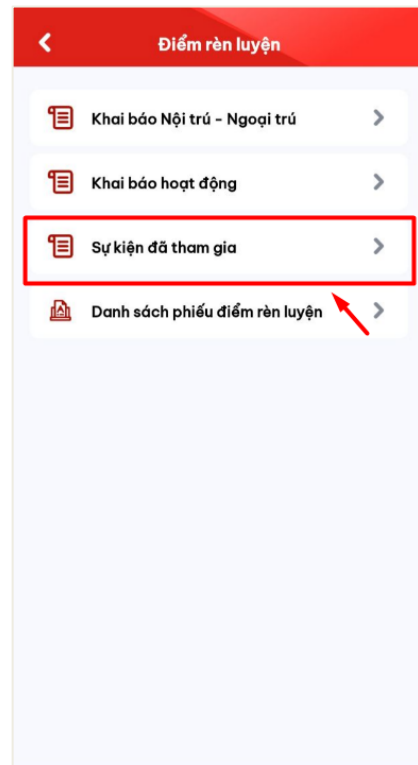 Điểm rèn luyện
Khai báo Nội trú - Ngoại trú
Khai báo hoạt động
Sự kiện đã tham gia
Danh sách phiếu điểm rèn luyện